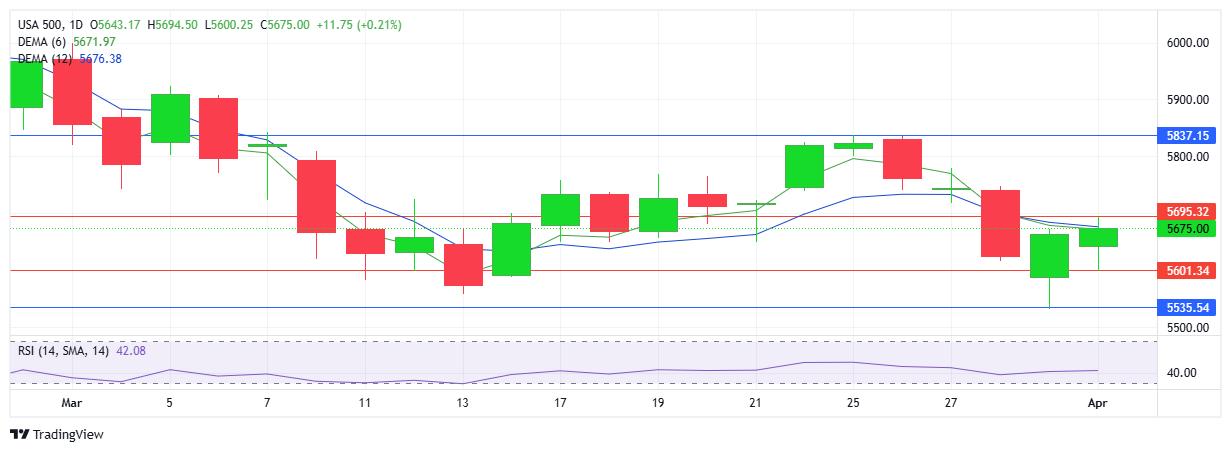 USA 500, 1D O5643.17 H5694.50 L5600.25 C5675.00 +11.75 (+0.21%)
DEMA (6) 5671.97
DEMA (12) 5676.38
6000.00
5900.00
5837.15
5800.00
5695.32
5675.00
5601.34
5535.54
5500.00
RSI (14, SMA, 14) 42.08
40.00
Mar 5 7 11 13 17 19 21 25 27 Apr
TradingView